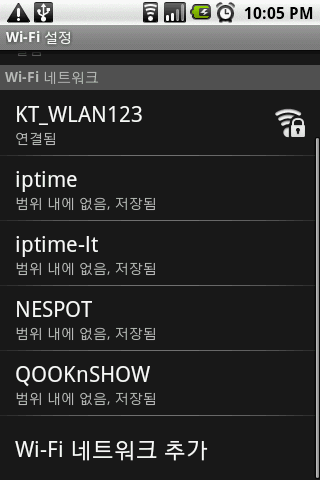 10:05 PM
Wi-Fi 설정
Wi-Fi 네트워크
KT_WLAN123
연결됨
iptime
범위 내에 없음, 저장됨
iptime-lt
범위 내에 없음, 저장됨
NESPOT
범위 내에 없음, 저장됨
QOOKnSHOW
범위 내에 없음, 저장됨
Wi-Fi 네트워크 추가